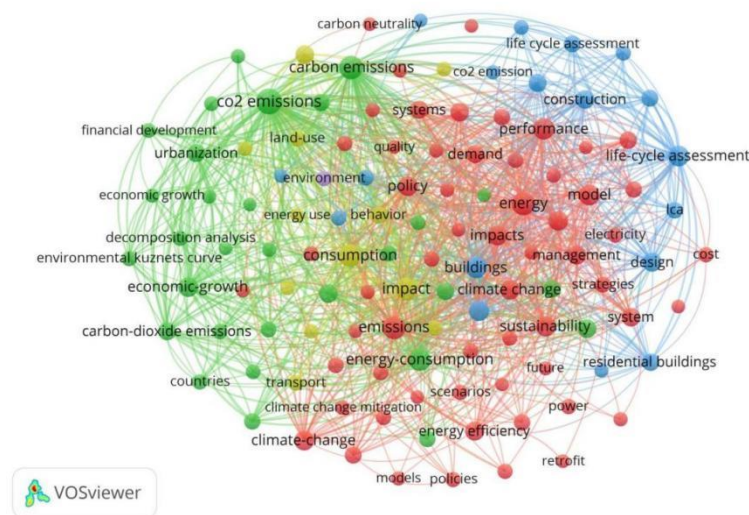 carbon neutrality
life cycle assessment
carbon emissions
co2 emission
co2 emissions
construction
systems
financial development
land-use
performance
urbanization
quality
demand
life-cycle assessment
environment
policy
economic growth
energy
model
energy use
behavior
lca
decomposition analysis
impacts
electricity
environmental kuznets curve
consumption
management
cost
buildings
design
economic-growth
impact
climate change
strategies
carbon-dioxide emissions
emissions
sustainability
system
energy-consumption
residential buildings
countries
transport
future
scenarios
climate change mitigation
power
climate-change
energy efficiency
retrofit
models
policies
VOSviewer